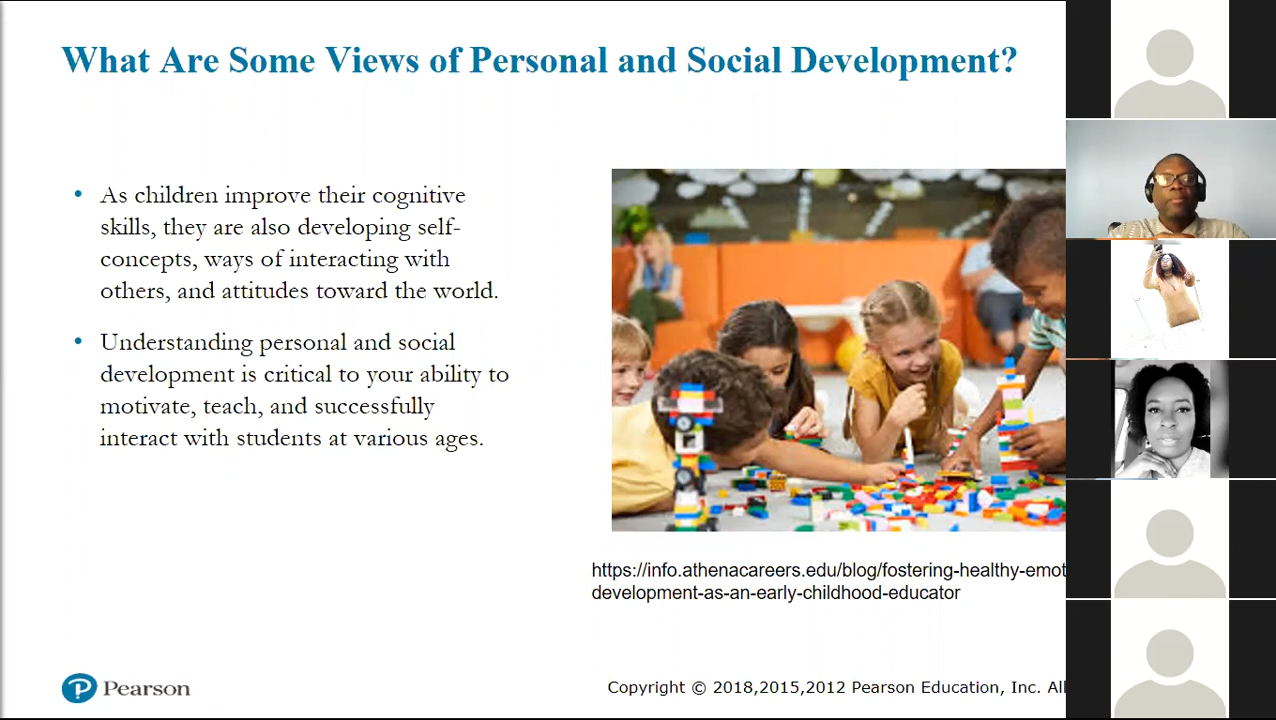 What Are Some Views of Personal and Social Development?
• As children improve their cognitive
skills, they are also developing self-
concepts, ways of interacting with
others, and attitudes toward the world.
• Understanding personal and social
development is critical to your ability to
motivate, teach, and successfully
interact with students at various ages.
https://info.athenacareers.edu/blog/fostering-healthy-emot
development-as-an-early-childhood-educator
Pearson
Copyright © 2018,2015,2012 Pearson Education, Inc. All